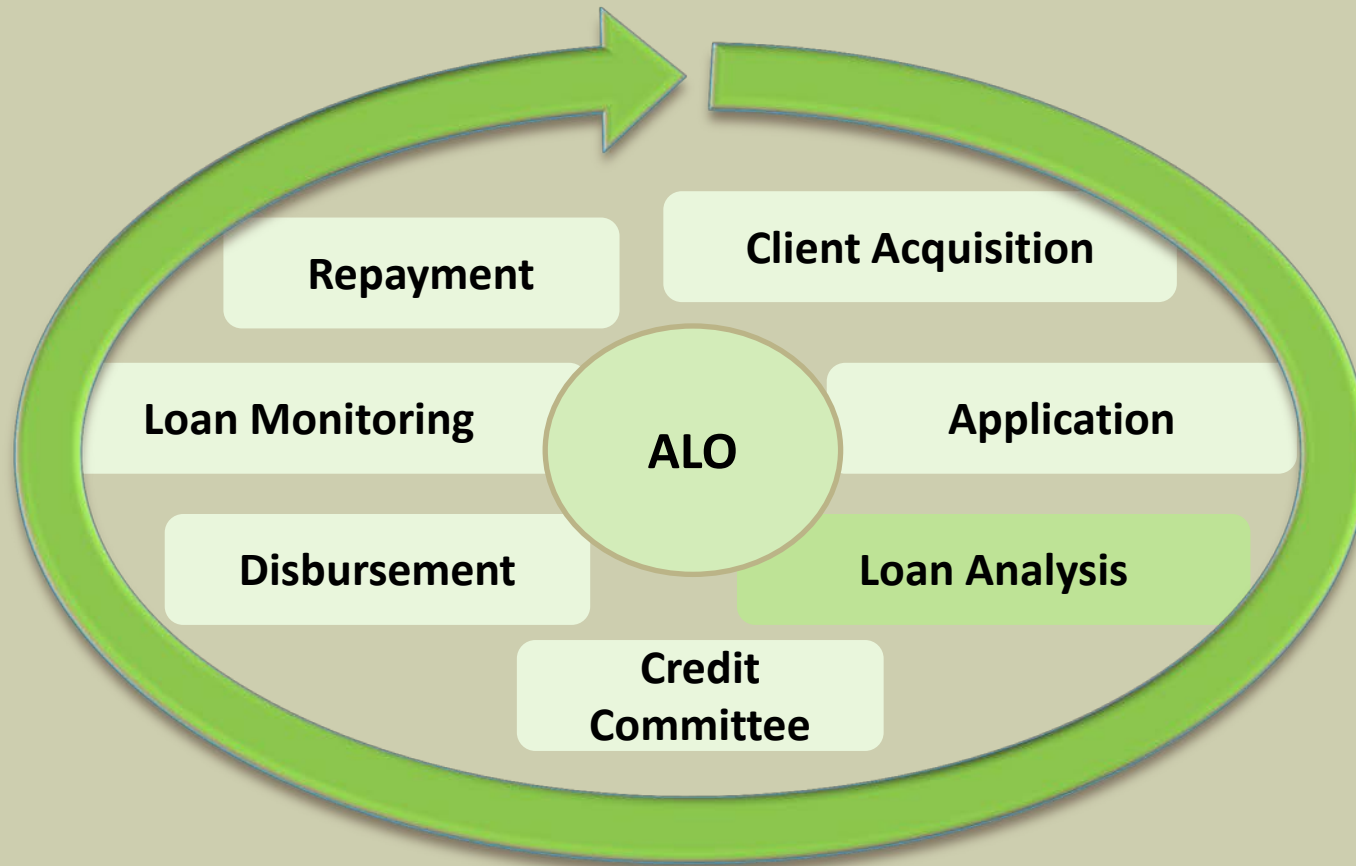 Repayment
Client Acquisition
Loan Monitoring
ALO
Application
Disbursement
Loan Analysis
Credit
Committee